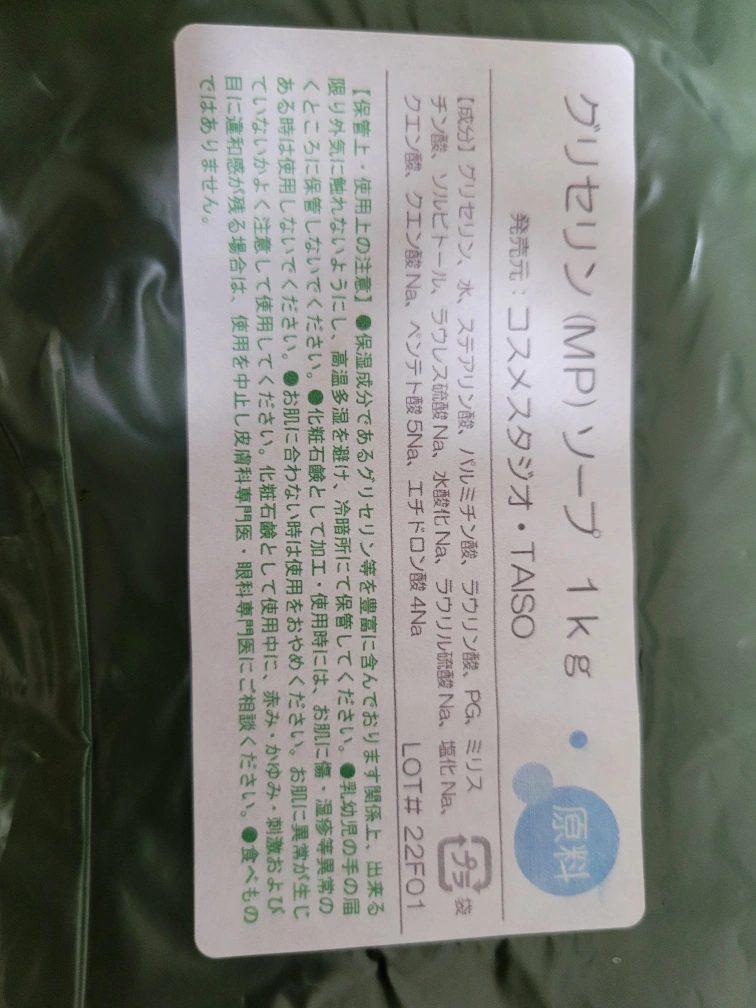 グリセリン (MP) ソープ 1kg
原料
発売元：コスメスタジオ・TAISO
【成分】グリセリン、水、ステアリン酸、パルミチン酸、ラウリン酸、PG、ミリス
チン酸、ソルビトール、ラウレス硫酸Na、水酸化Na、ラウリル硫酸Na、塩化Na、
クエン酸、クエン酸Na、ペンテト酸5Na、エチドロン酸4Na
プラ 袋
LOT# 22F01
【保管上・使用上の注意】●保湿成分であるグリセリン等を豊富に含んでおります関係上、出来る
限り外気に触れないようにし、高温多湿を避け、冷暗所にて保管してください。●乳幼児の手の届
くところに保管しないでください。●化粧石鹸として加工・使用時には、お肌に傷・湿疹等異常の
ある時は使用しないでください。●お肌に合わない時は使用をおやめください。お肌に異常が生じ
ていないかよく注意して使用してください。化粧石鹸として使用中に、赤み・かゆみ・刺激および
目に違和感が残る場合は、使用を中止し皮膚科専門医・眼科専門医にご相談ください。●食べもの
ではありません。